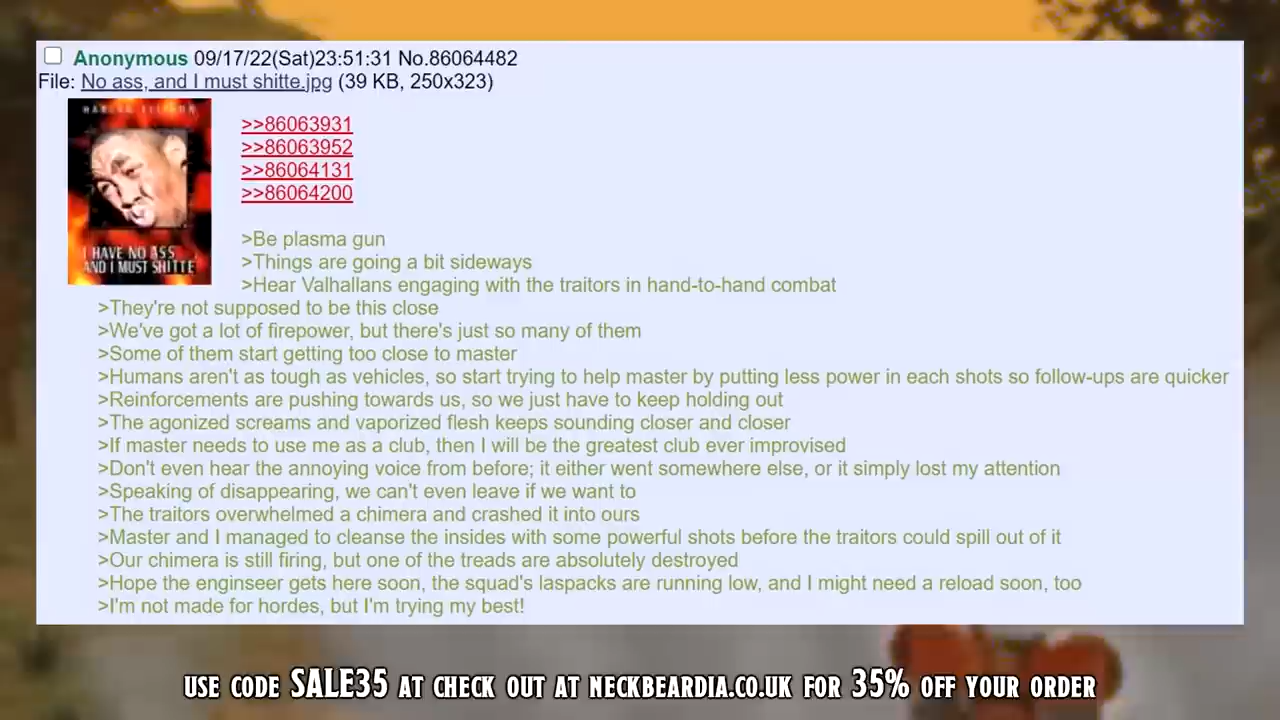 Anonymous 09/17/22(Sat)23:51:31 No.86064482
File: No ass, and I must shitte.jpg (39 KB, 250x323)
HARLAN ELLISON
I HAVE NO ASS
AND I MUST SHITTE
>>86063931
>>86063952
>>86064131
>>86064200
>Be plasma gun
>Things are going a bit sideways
>Hear Valhallans engaging with the traitors in hand-to-hand combat
>They're not supposed to be this close
>We've got a lot of firepower, but there's just so many of them
>Some of them start getting too close to master
>Humans aren't as tough as vehicles, so start trying to help master by putting less power in each shots so follow-ups are quicker
>Reinforcements are pushing towards us, so we just have to keep holding out
>The agonized screams and vaporized flesh keeps sounding closer and closer
>If master needs to use me as a club, then I will be the greatest club ever improvised
>Don't even hear the annoying voice from before; it either went somewhere else, or it simply lost my attention
>Speaking of disappearing, we can't even leave if we want to
>The traitors overwhelmed a chimera and crashed it into ours
>Master and I managed to cleanse the insides with some powerful shots before the traitors could spill out of it
>Our chimera is still firing, but one of the treads are absolutely destroyed
>Hope the enginseer gets here soon, the squad's laspacks are running low, and I might need a reload soon, too
>I'm not made for hordes, but I'm trying my best!
USE CODE SALE35 AT CHECK OUT AT NECKBEARDIA.CO.UK FOR 35% OFF YOUR ORDER